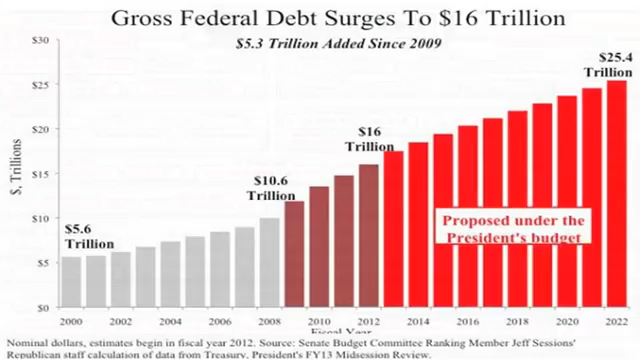 Gross Federal Debt Surges To $16 Trillion
$5.3 Trillion Added Since 2009
$30
$25
$20
$15
$10
$5
$0
$, Trillions
$5.6
Trillion
$10.6
Trillion
$16
Trillion
$25.4
Trillion
Proposed under the
President's budget
2000 2002 2004 2006 2008 2010 2012 2014 2016 2018 2020 2022
Fiscal Year
Nominal dollars, estimates begin in fiscal year 2012. Source: Senate Budget Committee Ranking Member Jeff Sessions'
Republican staff calculation of data from Treasury, President's FY13 Midsession Review.